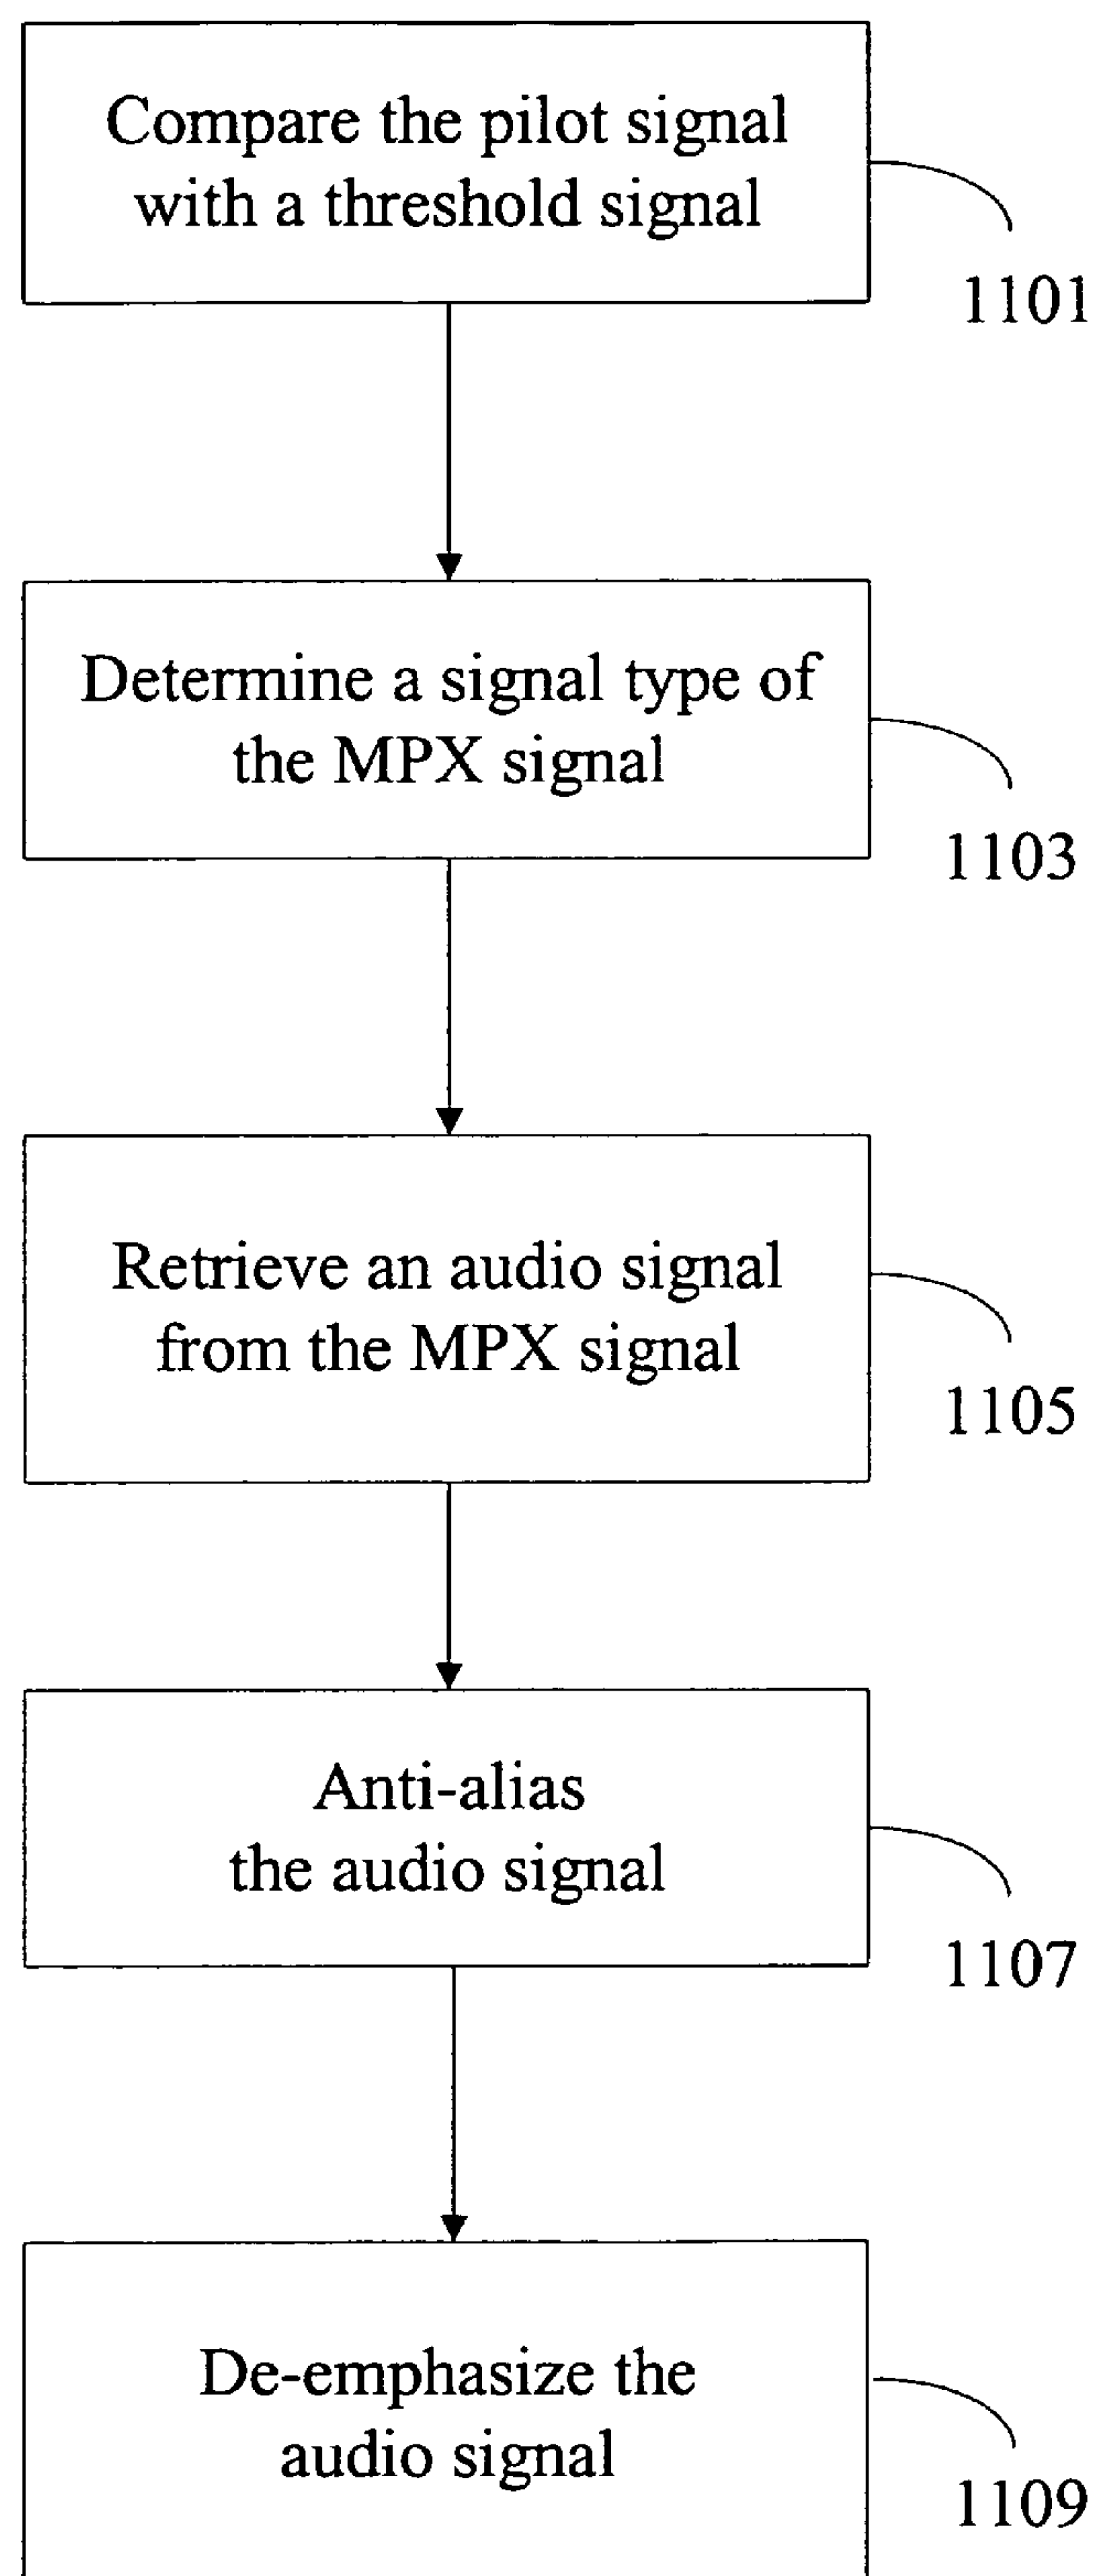 Compare the pilot signal
with a threshold signal
1101
Determine a signal type of
the MPX signal
1103
Retrieve an audio signal
from the MPX signal
1105
Anti-alias
the audio signal
1107
De-emphasize the
audio signal
1109